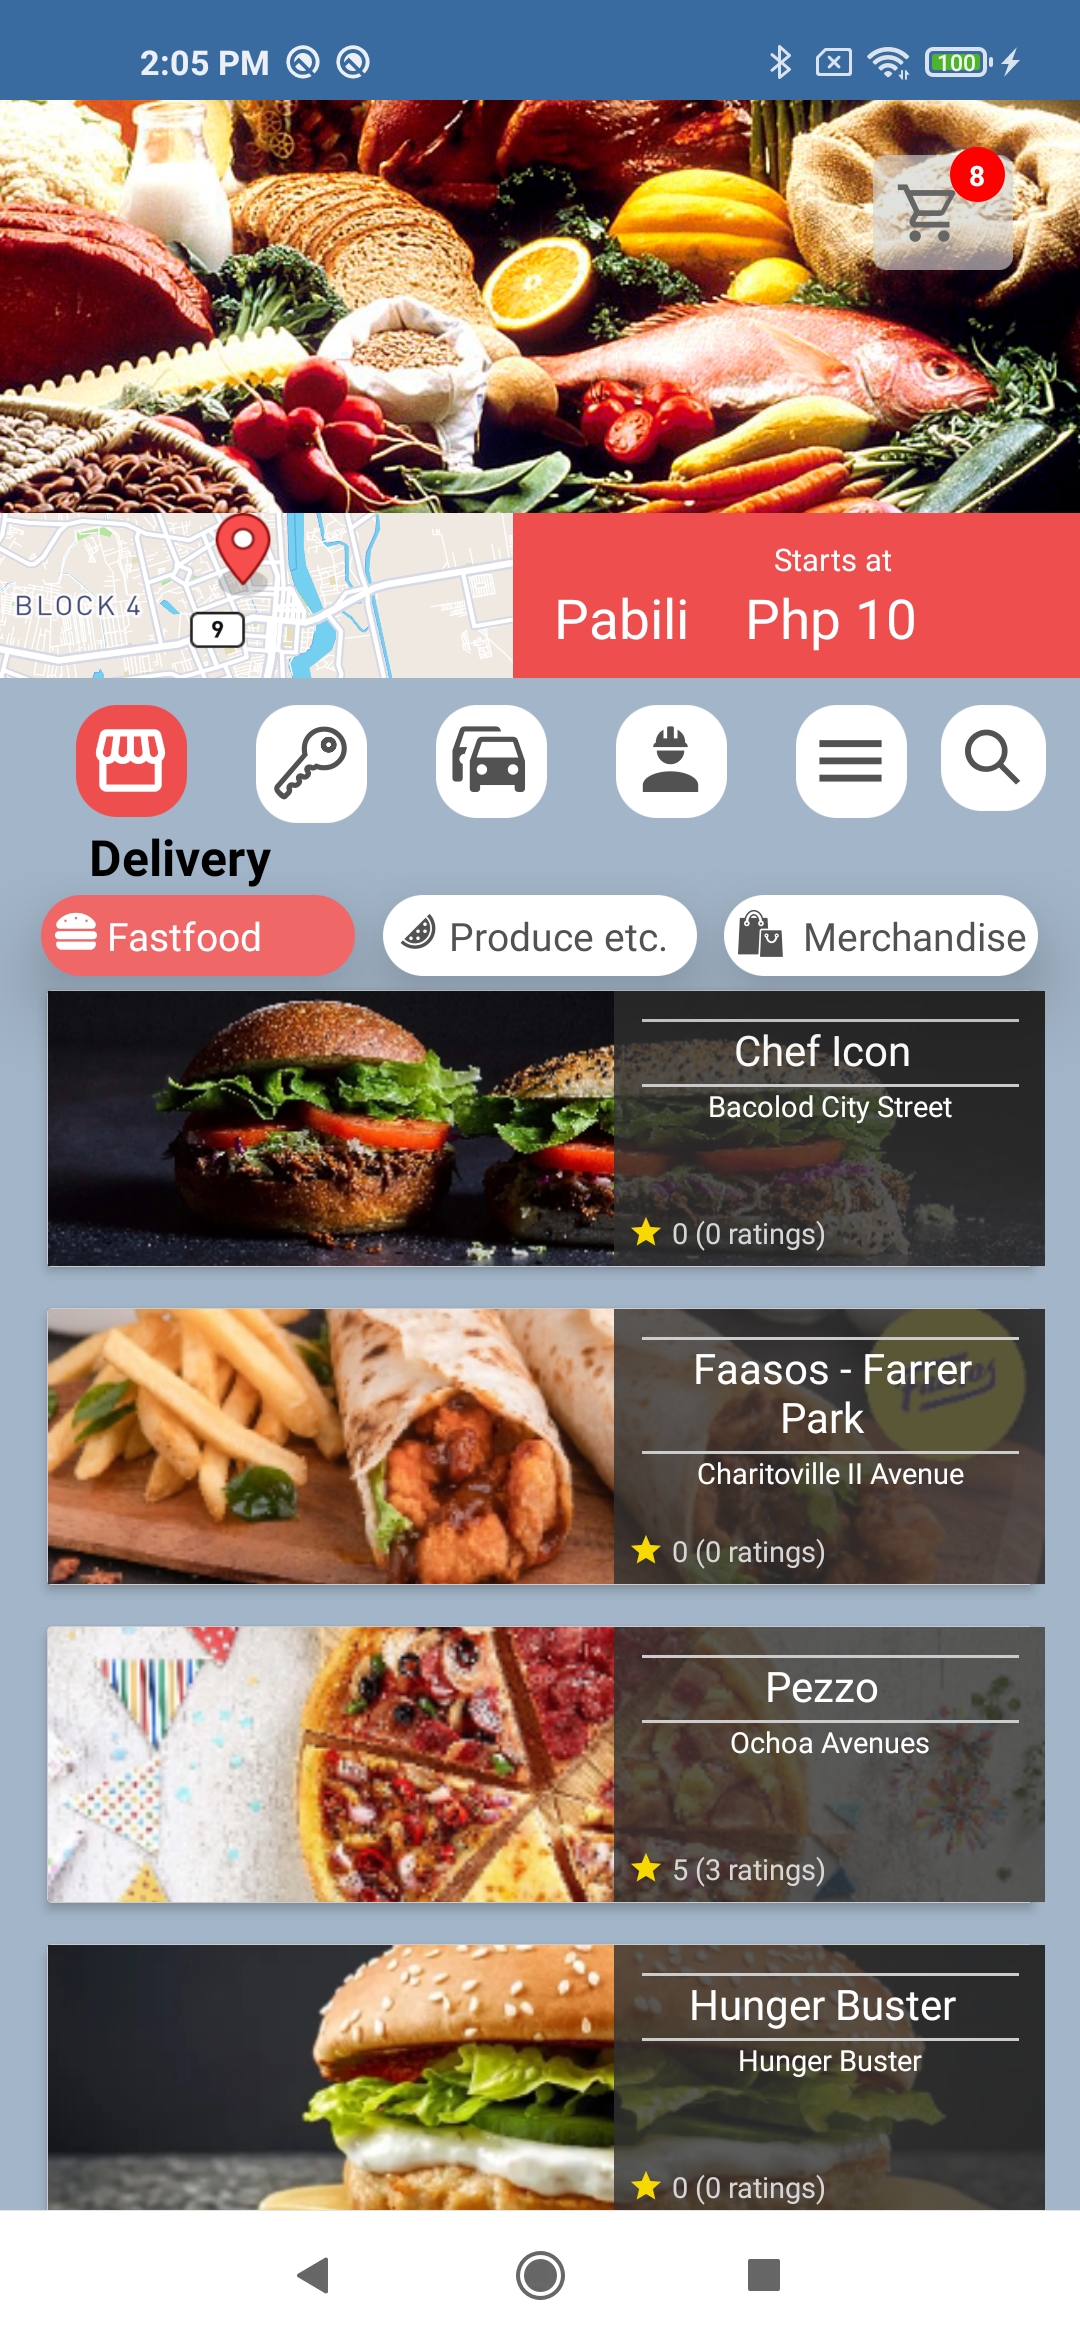 2:05 PM
100
8
BLOCK 4
9
Starts at
Pabili Php 10
Delivery
Fastfood
Produce etc.
Merchandise
Chef Icon
Bacolod City Street
0 (0 ratings)
Faasos - Farrer
Park
Charitoville II Avenue
0 (0 ratings)
Pezzo
Ochoa Avenues
5 (3 ratings)
Hunger Buster
Hunger Buster
0 (0 ratings)